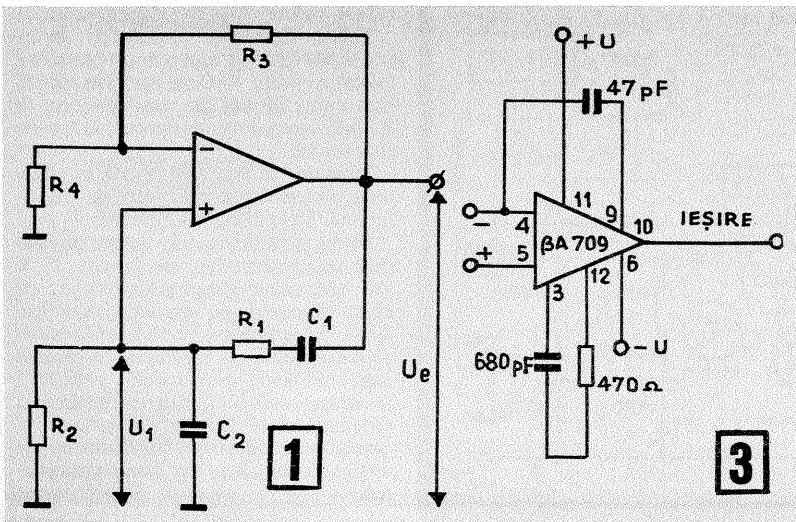 R3
R4
−
+
R1
C1
R2
U1
C2
Ue
1
+U
47pF
−
4
+
5
βA 709
11
9
10
IEȘIRE
3
12
6
−U
680pF
470Ω
3